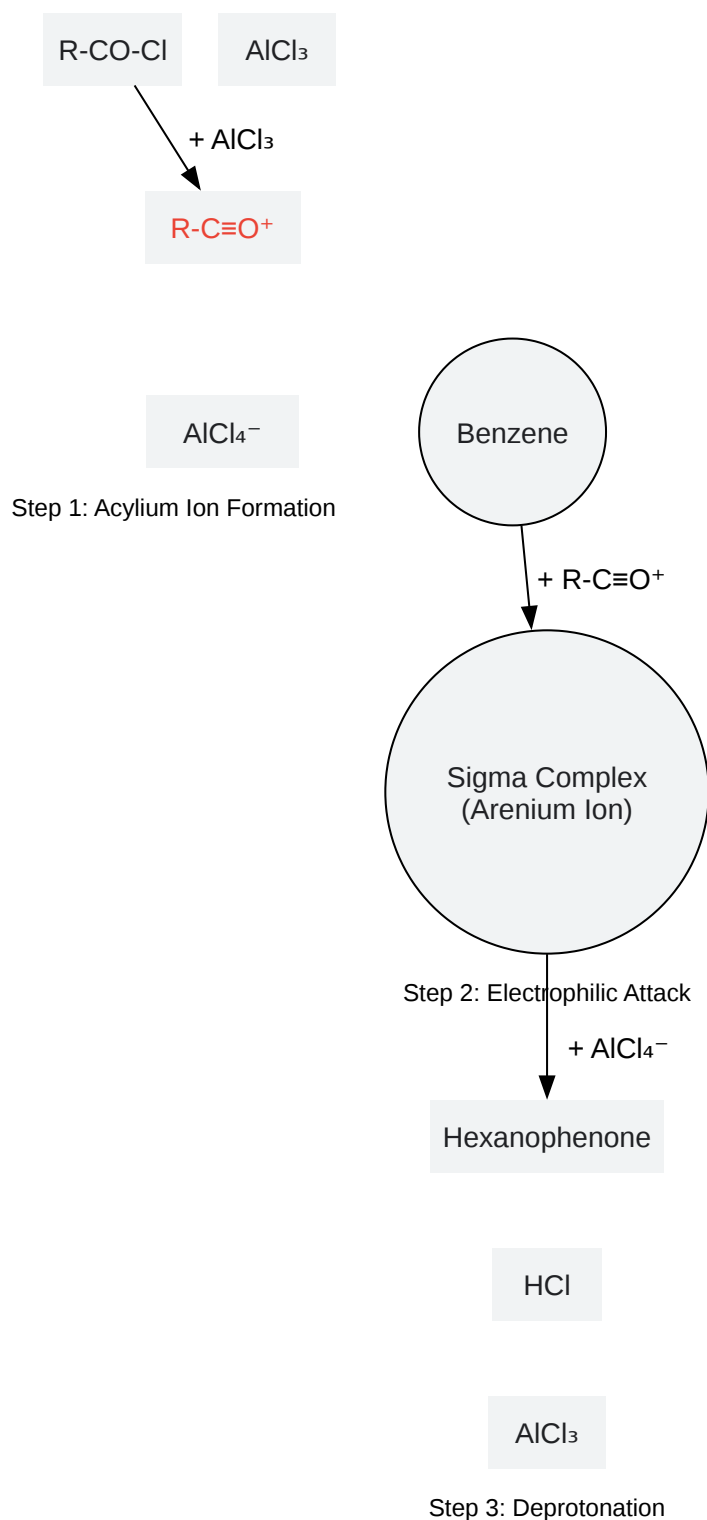 R-CO-Cl
AlCl₃
+ AlCl₃
R-C≡O⁺
AlCl₄⁻
Step 1: Acylium Ion Formation
Benzene
+ R-C≡O⁺
Sigma Complex
(Arenium Ion)
Step 2: Electrophilic Attack
+ AlCl₄⁻
Hexanophenone
HCl
AlCl₃
Step 3: Deprotonation